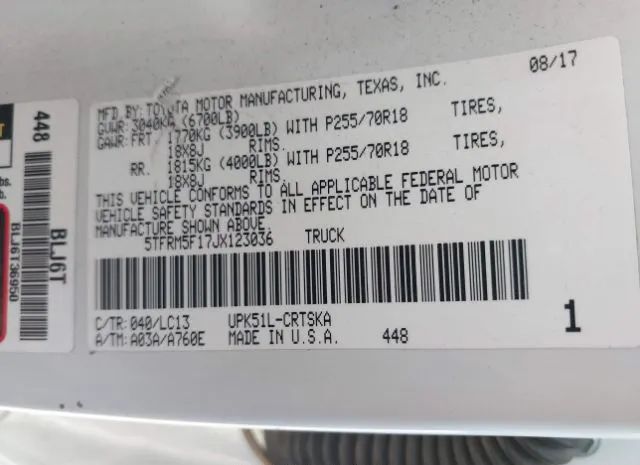 08/17
MFD BY: TOYOTA MOTOR MANUFACTURING, TEXAS, INC.
GVWR: 3040KG (6700LB)
GAWR: FRT. 1770KG (3900LB) WITH P255/70R18 TIRES,
18X8J RIMS.
RR. 1815KG (4000LB) WITH P255/70R18 TIRES,
18X8J RIMS.
THIS VEHICLE CONFORMS TO ALL APPLICABLE FEDERAL MOTOR
VEHICLE SAFETY STANDARDS IN EFFECT ON THE DATE OF
MANUFACTURE SHOWN ABOVE.
5TFRM5F17JX123036 TRUCK
C/TR: 040/LC13 UPK51L-CRTSKA
A/TM: A03A/A760E MADE IN U.S.A. 448
1
448
BLJ6T
BLJ6T36950